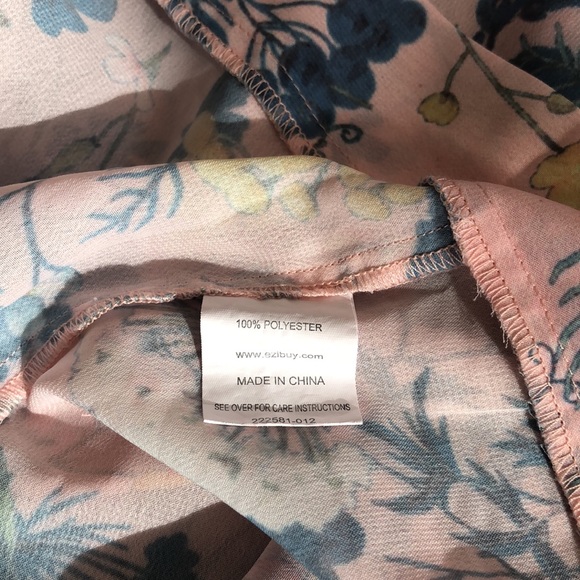 100% POLYESTER
www.ezibuy.com
MADE IN CHINA
SEE OVER FOR CARE INSTRUCTIONS
222581-012